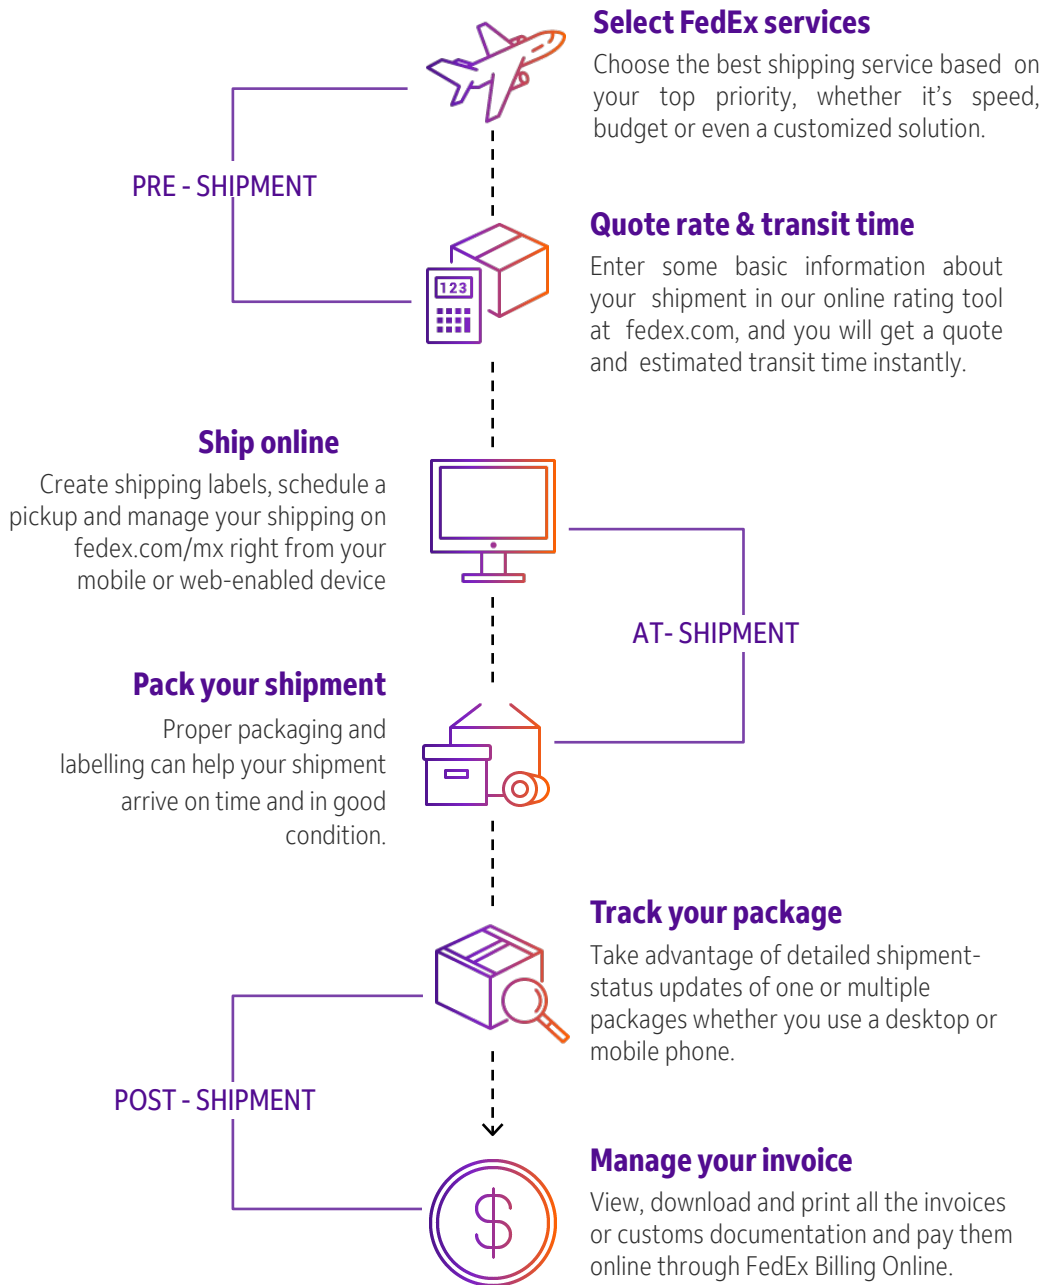 Select FedEx services
Choose the best shipping service based on
your top priority, whether it's speed,
budget or even a customized solution.
PRE - SHIPMENT
Quote rate & transit time
Enter some basic information about
your shipment in our online rating tool
at fedex.com, and you will get a quote
and estimated transit time instantly.
123
Ship online
Create shipping labels, schedule a
pickup and manage your shipping on
fedex.com/mx right from your
mobile or web-enabled device
AT- SHIPMENT
Pack your shipment
Proper packaging and
labelling can help your shipment
arrive on time and in good
condition.
Track your package
Take advantage of detailed shipment-
status updates of one or multiple
packages whether you use a desktop or
mobile phone.
POST - SHIPMENT
Manage your invoice
View, download and print all the invoices
or customs documentation and pay them
online through FedEx Billing Online.
$